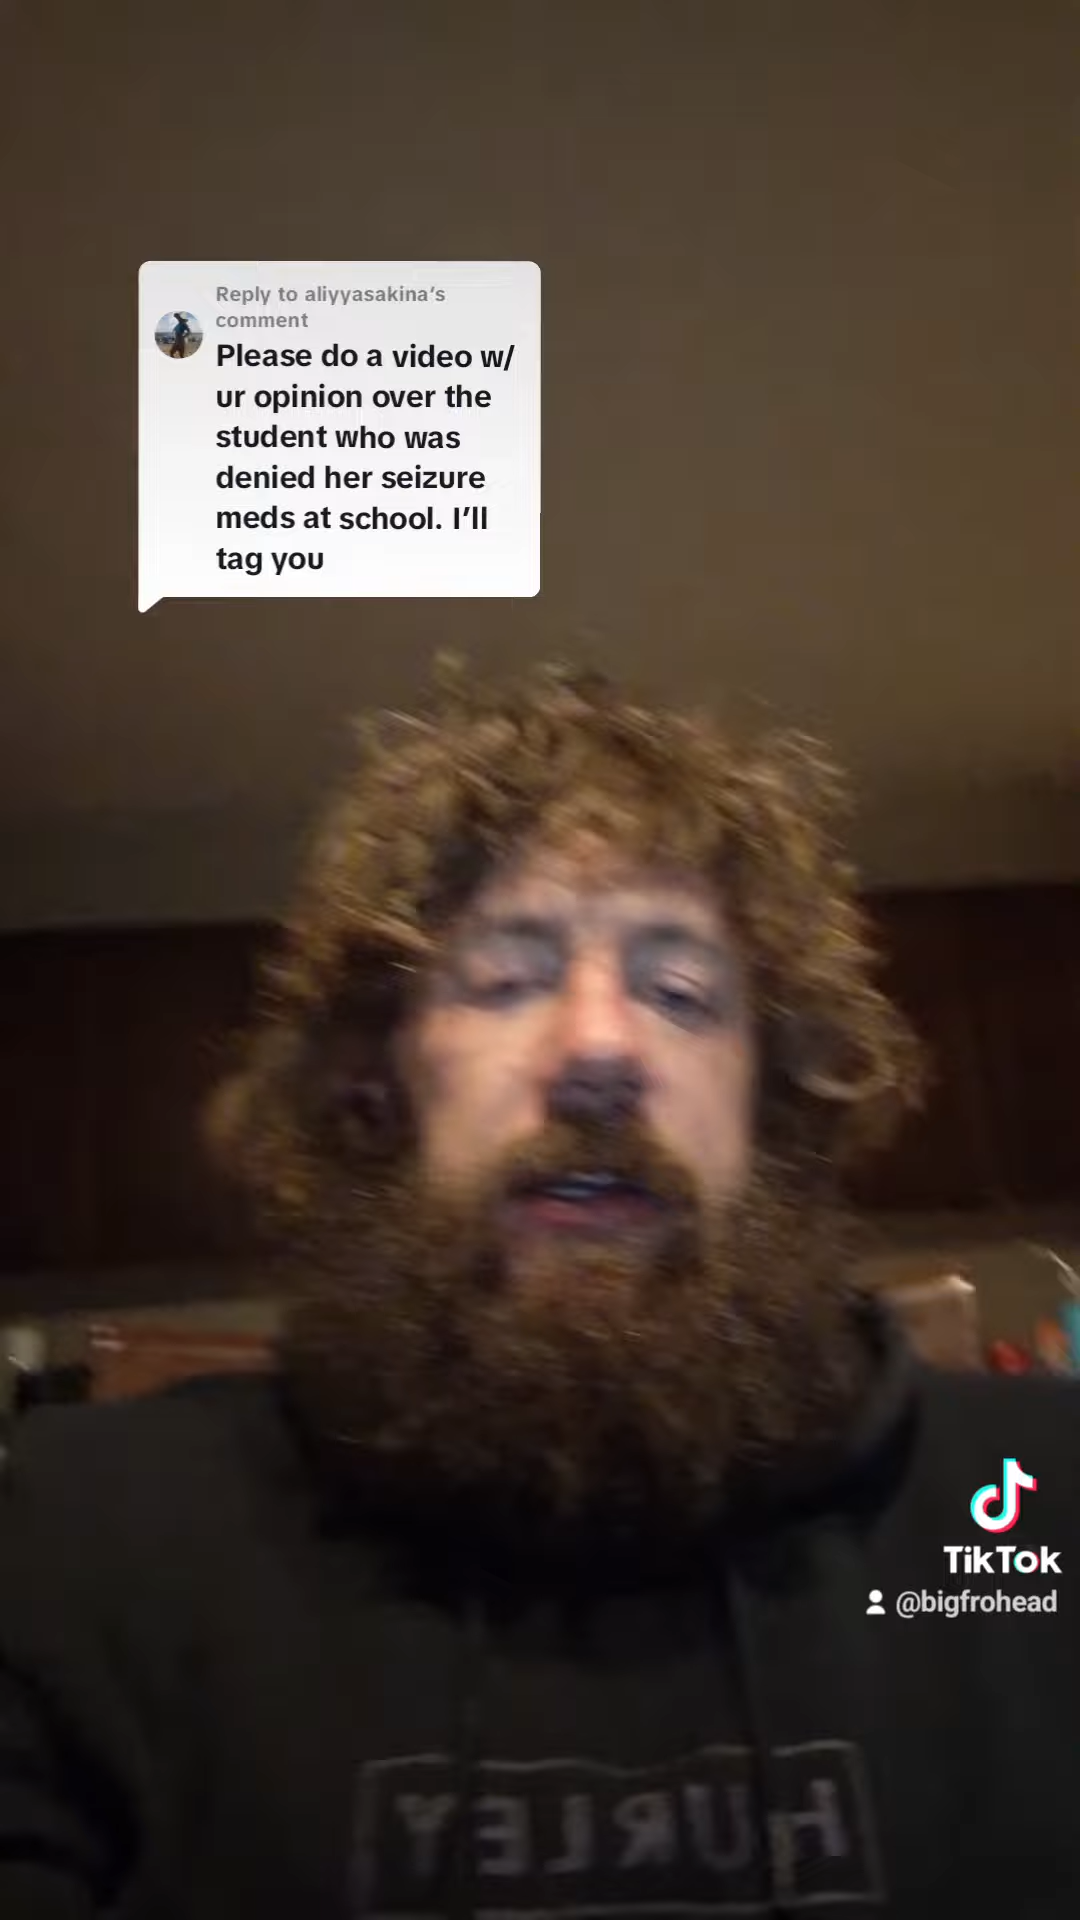 Reply to aliyyasakina's
comment
Please do a video w/
ur opinion over the
student who was
denied her seizure
meds at school. I'll
tag you
TikTok
@bigfrohead
HURLEY